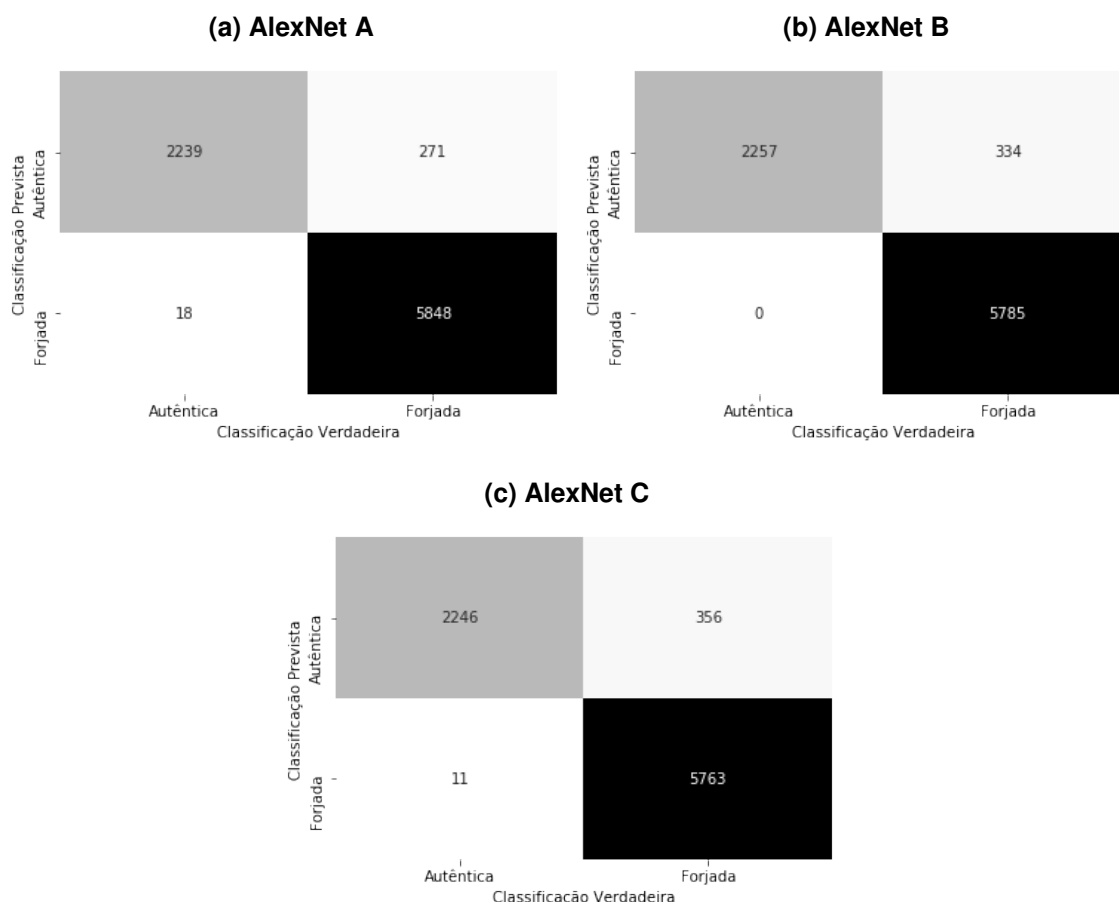 (a) AlexNet A
Classificação Prevista
Autêntica
Forjada
2239
271
18
5848
Autêntica
Forjada
Classificação Verdadeira
(b) AlexNet B
Classificação Prevista
Autêntica
Forjada
2257
334
0
5785
Autêntica
Forjada
Classificação Verdadeira
(c) AlexNet C
Classificação Prevista
Autêntica
Forjada
2246
356
11
5763
Autêntica
Forjada
Classificação Verdadeira